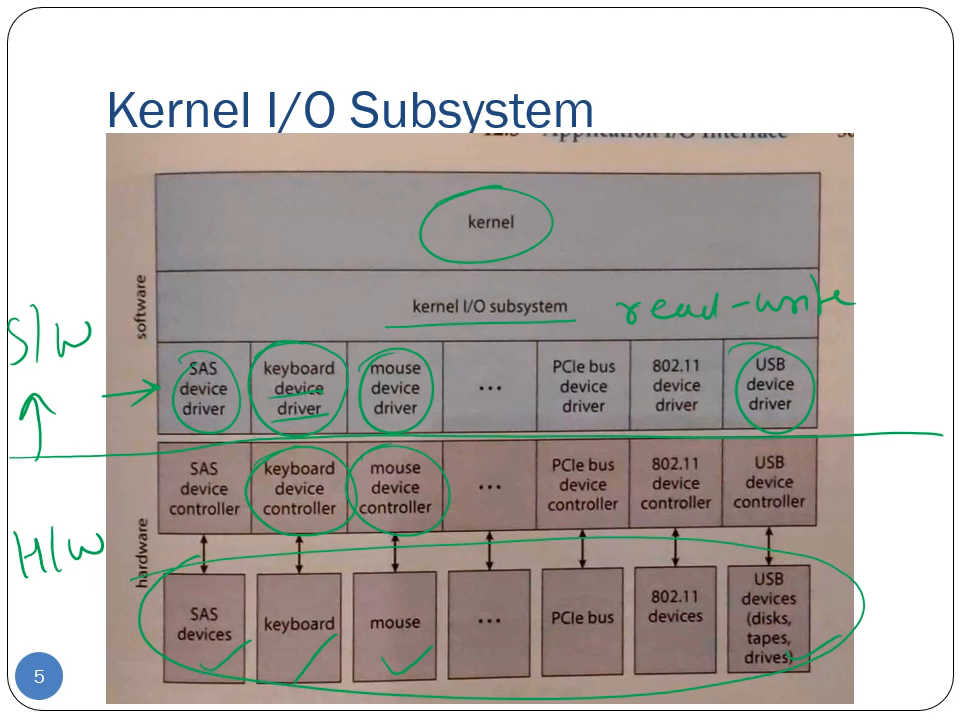 Kernel I/O Subsystem
Application I/O Interface
kernel
software
kernel I/O subsystem
read-write
S/W
SAS device driver
keyboard device driver
mouse device driver
...
PCIe bus device driver
802.11 device driver
USB device driver
SAS device controller
keyboard device controller
mouse device controller
...
PCIe bus device controller
802.11 device controller
USB device controller
H/W
hardware
SAS devices
keyboard
mouse
...
PCIe bus
802.11 devices
USB devices (disks, tapes, drives)
5